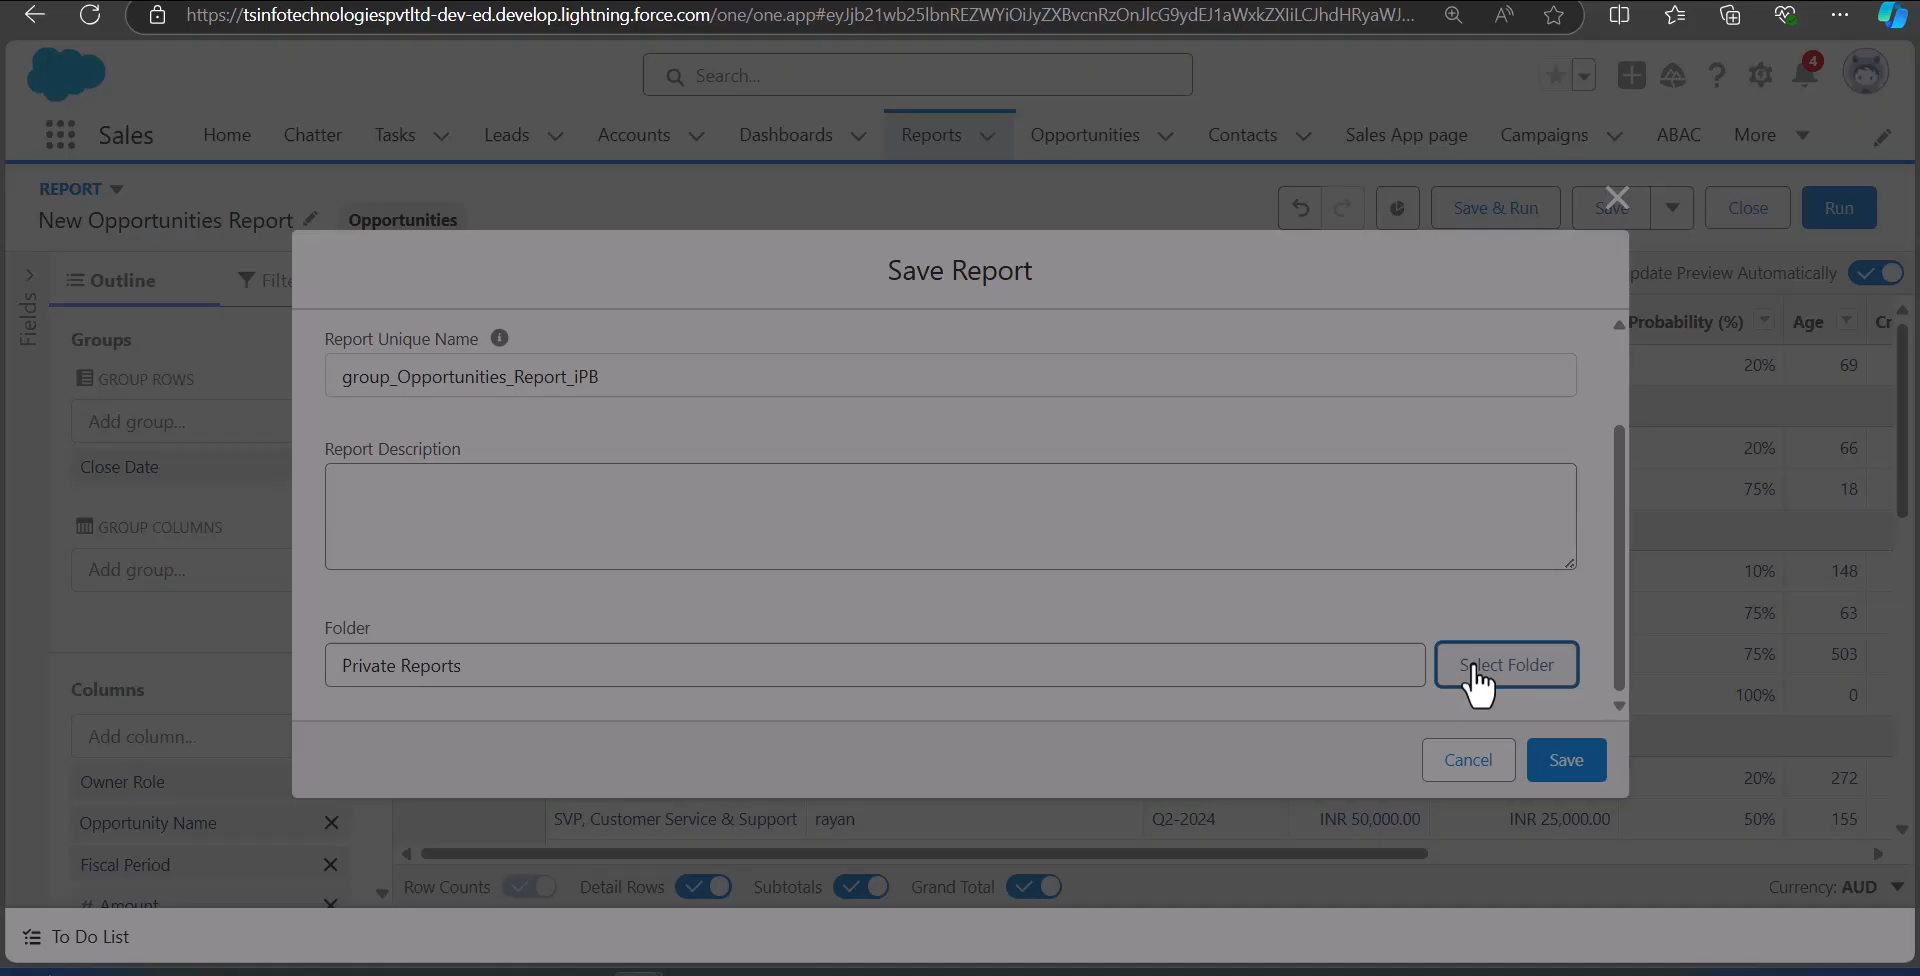 https://tsinfotechnologiespvtltd-dev-ed.develop.lightning.force.com/one/one.app#eyJjb21wb25lbnREZWYiOiJyZXBvcnRzOnJlcG9ydEJ1aWxkZXIiLCJhdHRyaWJ...
Search...
4
Sales Home Chatter Tasks Leads Accounts Dashboards Reports Opportunities Contacts Sales App page Campaigns ABAC More
REPORT
New Opportunities Report Opportunities
Save & Run Save Close Run
Fields
Outline
Update Preview Automatically
Groups
GROUP ROWS
Add group...
Close Date
GROUP COLUMNS
Add group...
Columns
Add column...
Owner Role
Opportunity Name
Fiscal Period
# Amount
Save Report
Report Unique Name
group_Opportunities_Report_iPB
Report Description
Folder
Private Reports
Select Folder
Cancel Save
Probability (%) Age
20% 69
20% 66
75% 18
10% 148
75% 63
75% 503
100% 0
20% 272
SVP, Customer Service & Support rayan Q2-2024 INR 50,000.00 INR 25,000.00 50% 155
Row Counts Detail Rows Subtotals Grand Total Currency: AUD
To Do List